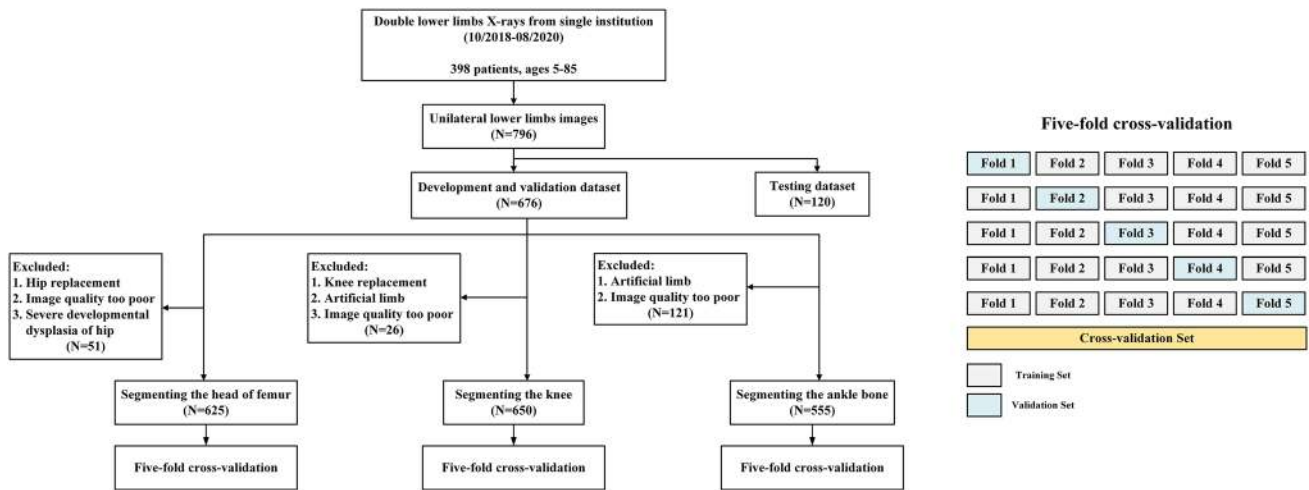 Double lower limbs X-rays from single institution
(10/2018-08/2020)
398 patients, ages 5-85
Unilateral lower limbs images
(N=796)
Development and validation dataset
(N=676)
Testing dataset
(N=120)
Excluded:
1. Hip replacement
2. Image quality too poor
3. Severe developmental
dysplasia of hip
(N=51)
Excluded:
1. Knee replacement
2. Artificial limb
3. Image quality too poor
(N=26)
Excluded:
1. Artificial limb
2. Image quality too poor
(N=121)
Segmenting the head of femur
(N=625)
Segmenting the knee
(N=650)
Segmenting the ankle bone
(N=555)
Five-fold cross-validation
Five-fold cross-validation
Five-fold cross-validation
Five-fold cross-validation
Fold 1 Fold 2 Fold 3 Fold 4 Fold 5
Fold 1 Fold 2 Fold 3 Fold 4 Fold 5
Fold 1 Fold 2 Fold 3 Fold 4 Fold 5
Fold 1 Fold 2 Fold 3 Fold 4 Fold 5
Fold 1 Fold 2 Fold 3 Fold 4 Fold 5
Cross-validation Set
Training Set
Validation Set